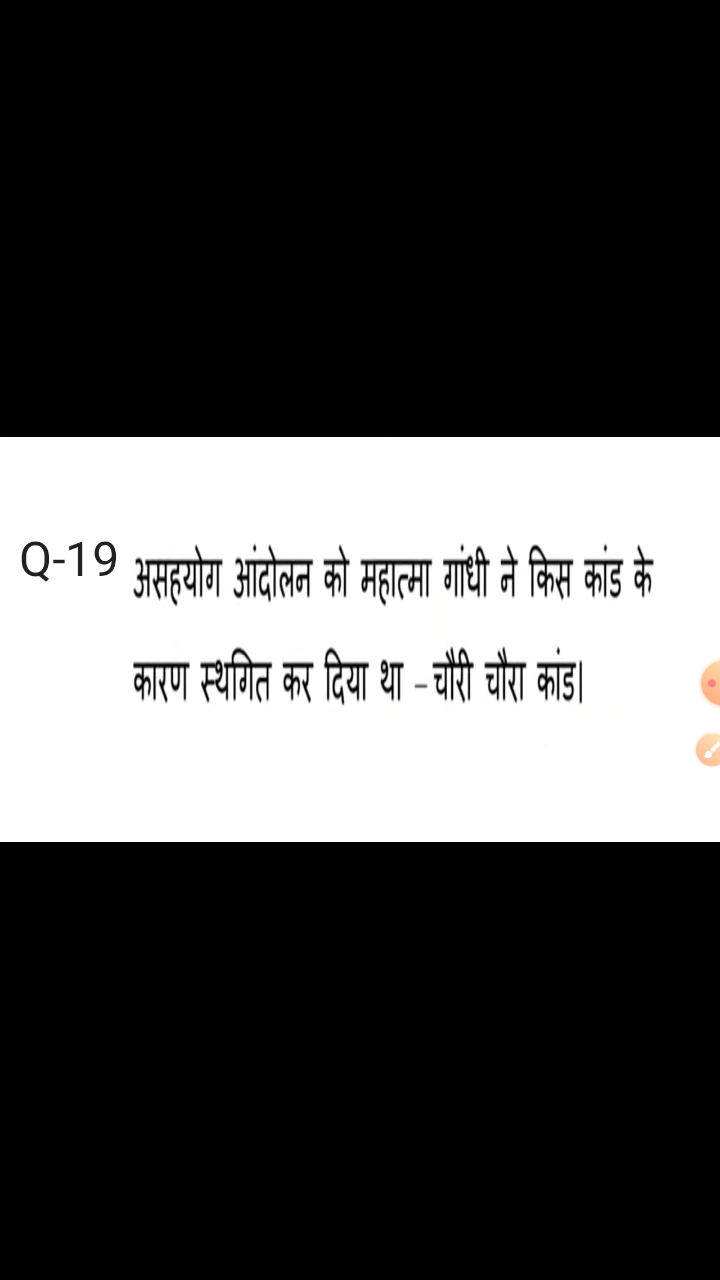 Q-19 असहयोग आंदोलन को महात्मा गांधी ने किस कांड के
कारण स्थगित कर दिया था –चौरी चौरा कांड।